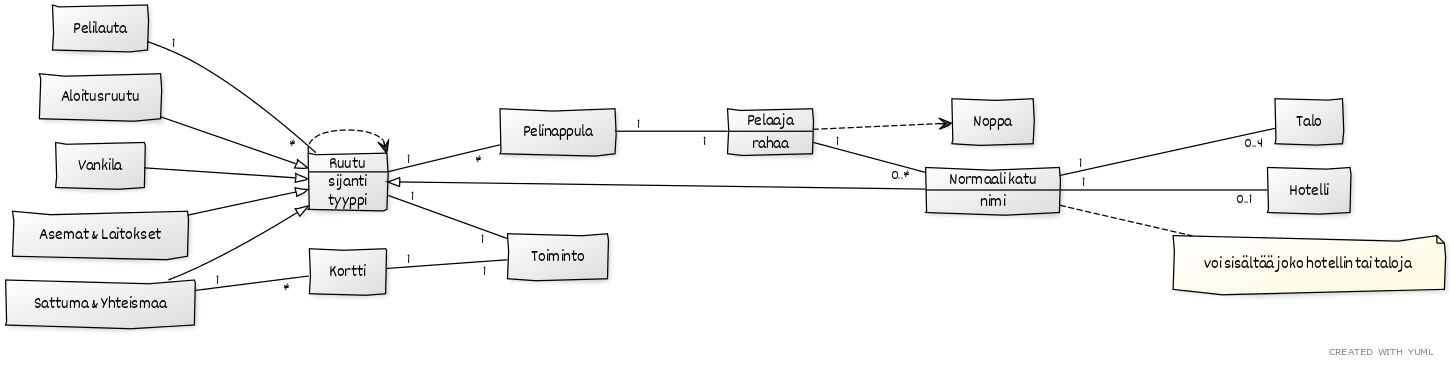 Pelilauta
1
*
Aloitusruutu
Vankila
Asemat & Laitokset
Sattuma & Yhteismaa
1
*
Ruutu
sijanti
tyyppi
1
*
1
1
Kortti
1
1
Pelinappula
1
1
Toiminto
Pelaaja
rahaa
1
0..*
Noppa
Normaalikatu
nimi
1
0..4
1
0..1
Talo
Hotelli
voi sisältää joko hotellin tai taloja
CREATED WITH YUML